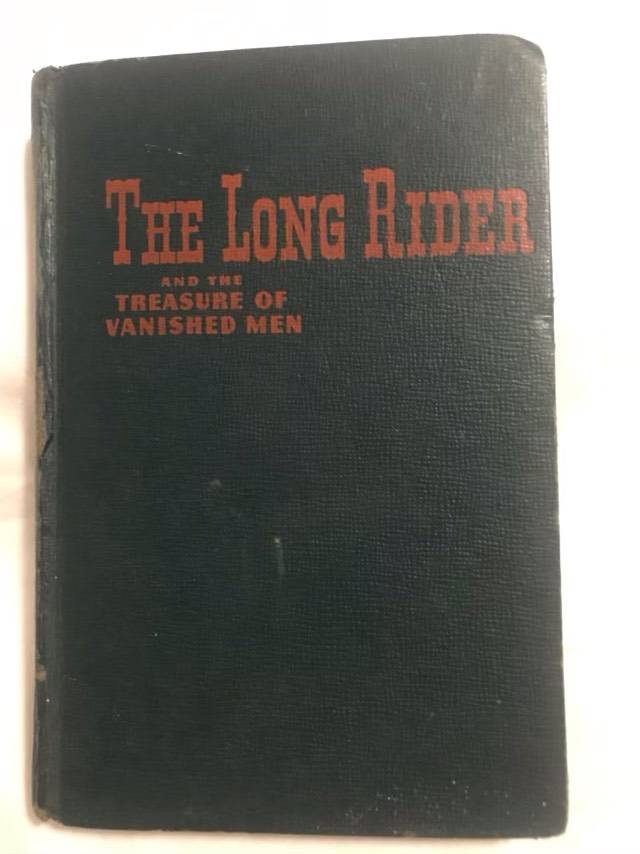 THE LONG RIDER
AND THE
TREASURE OF
VANISHED MEN